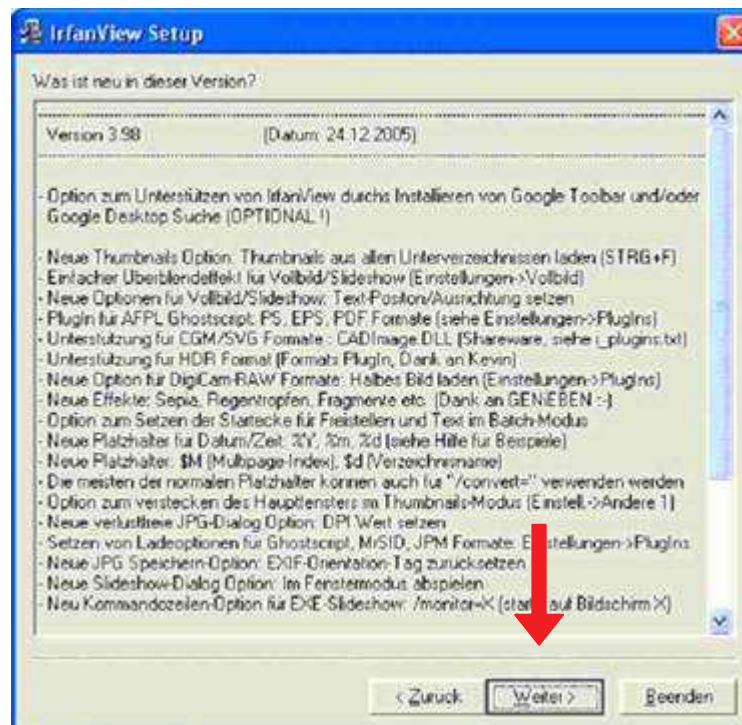 IrfanView Setup
Was ist neu in dieser Version?
Version 3.98 (Datum: 24.12.2005)
- Option zum Unterstützen von IrfanView durchs Installieren von Google Toolbar und/oder
Google Desktop Suche (OPTIONAL !)
- Neue Thumbnails Option: Thumbnails aus allen Unterverzeichnissen laden (STRG+F)
- Einfacher Überblendeffekt für Vollbild/Slideshow (Einstellungen->Vollbild)
- Neue Optionen für Vollbild/Slideshow: Text-Positon/Ausrichtung setzen
- Plugin für AFPL Ghostscript: PS, EPS, PDF Formate (siehe Einstellungen->PlugIns)
- Unterstützung für CGM/SVG Formate : CADImage.DLL (Shareware, siehe i_plugins.txt)
- Unterstützung für HDR Format (Formats PlugIn, Dank an Kevin)
- Neue Option für DigiCam-RAW Formate: Halbes Bild laden (Einstellungen->PlugIns)
- Neue Effekte: Sepia, Regentropfen, Fragmente etc. (Dank an GENiEBEN :-)
- Option zum Setzen der Startecke für Freistellen und Text im Batch-Modus
- Neue Platzhalter für Datum/Zeit: %Y, %m, %d (siehe Hilfe für Beispiele)
- Neue Platzhalter: $M (Multpage-Index), $d (Verzeichnisname)
- Die meisten der normalen Platzhalter können auch für "/convert=" verwenden werden
- Option zum verstecken des Hauptfensters im Thumbnails-Modus (Einstell.->Andere 1)
- Neue verlustfreie JPG-Dialog Option: DPI Wert setzen
- Setzen von Ladeoptionen für Ghostscript, MrSID, JPM Formate: E stellungen->PlugIns
- Neue JPG Speichern-Option: EXIF-Orientation-Tag zurücksetzen
- Neue Slideshow-Dialog Option: Im Fenstermodus abspielen
- Neu Kommandozeilen-Option für EXE-Slideshow: /monitor=X (start auf Bildschirm X)
< Zurück Weiter > Beenden